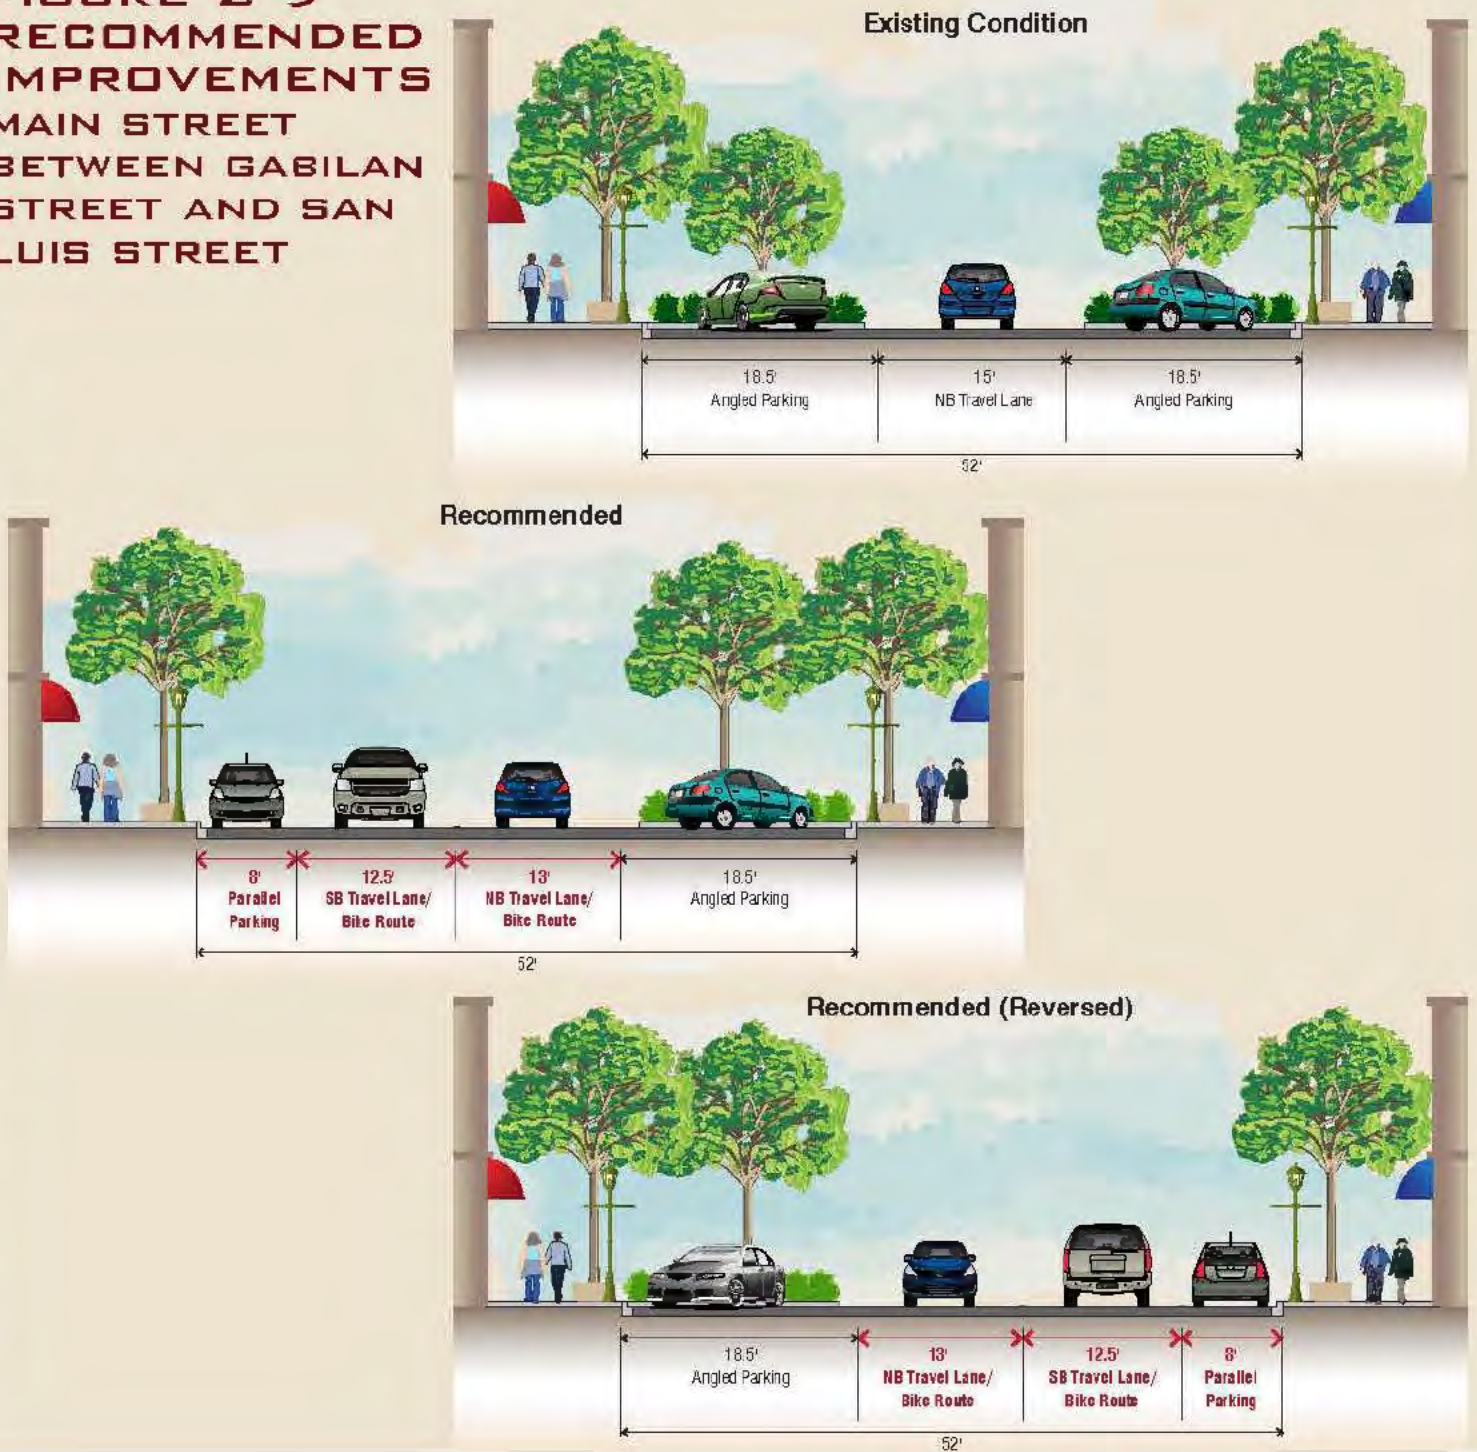 RECOMMENDED
IMPROVEMENTS
MAIN STREET
BETWEEN GABILAN
STREET AND SAN
LUIS STREET
Existing Condition
18.5' 15' 18.5'
Angled Parking NB Travel Lane Angled Parking
52'
Recommended
8' 12.5' 13' 18.5'
Parallel SB Travel Lane/ NB Travel Lane/ Angled Parking
Parking Bike Route Bike Route
52'
Recommended (Reversed)
18.5' 13' 12.5' 8'
Angled Parking NB Travel Lane/ SB Travel Lane/ Parallel
Bike Route Bike Route Parking
52'